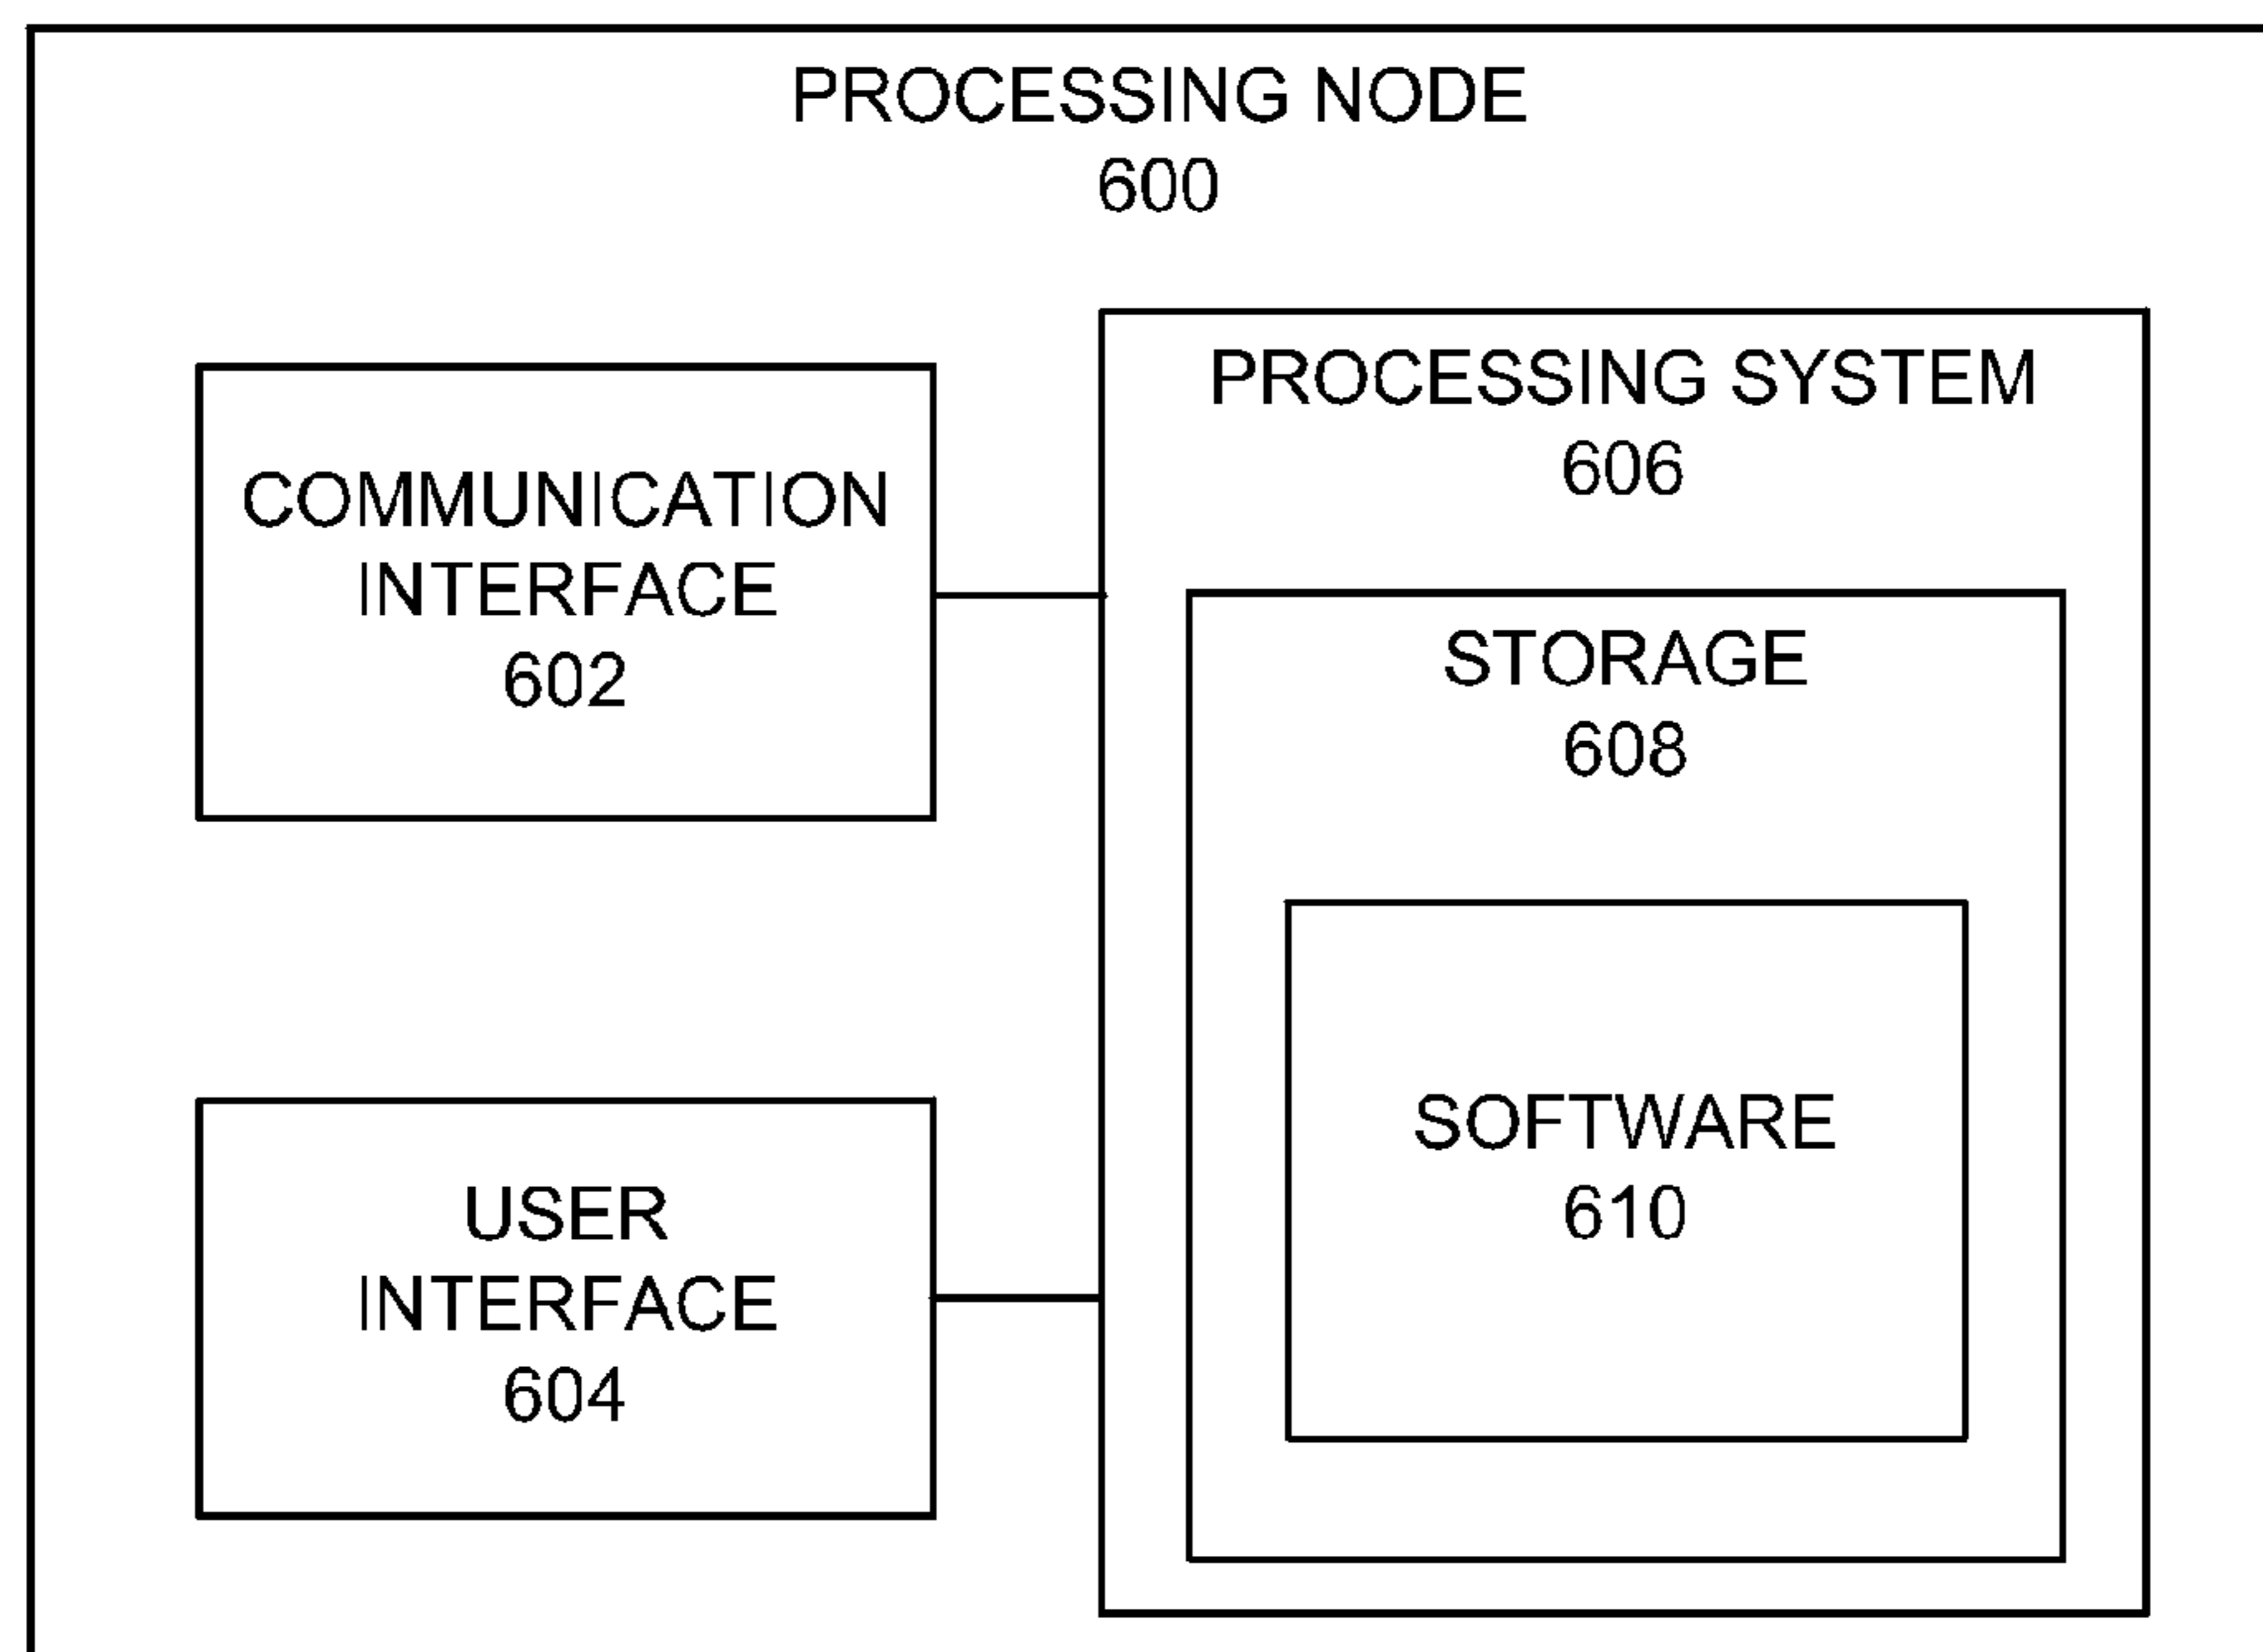 PROCESSING NODE
600
PROCESSING SYSTEM
606
COMMUNICATION
INTERFACE
602
STORAGE
608
SOFTWARE
610
USER
INTERFACE
604